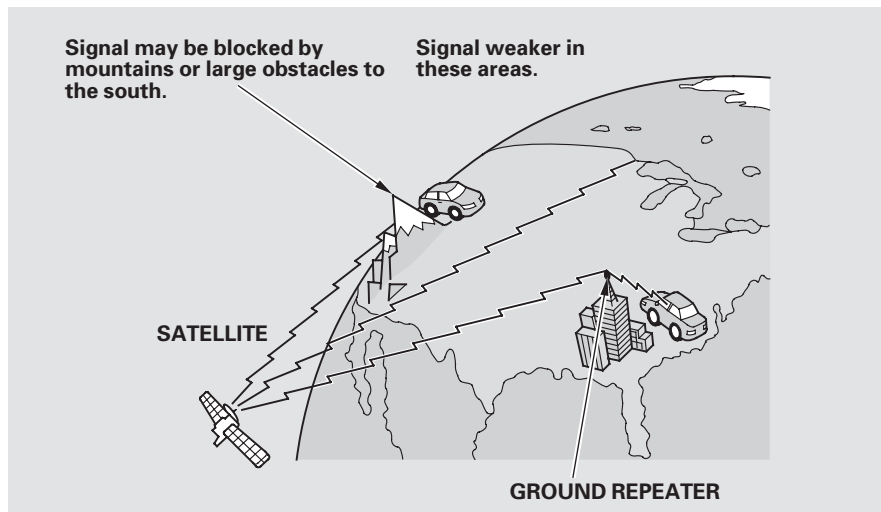 Signal may be blocked by
mountains or large obstacles to
the south.
Signal weaker in
these areas.
SATELLITE
GROUND REPEATER